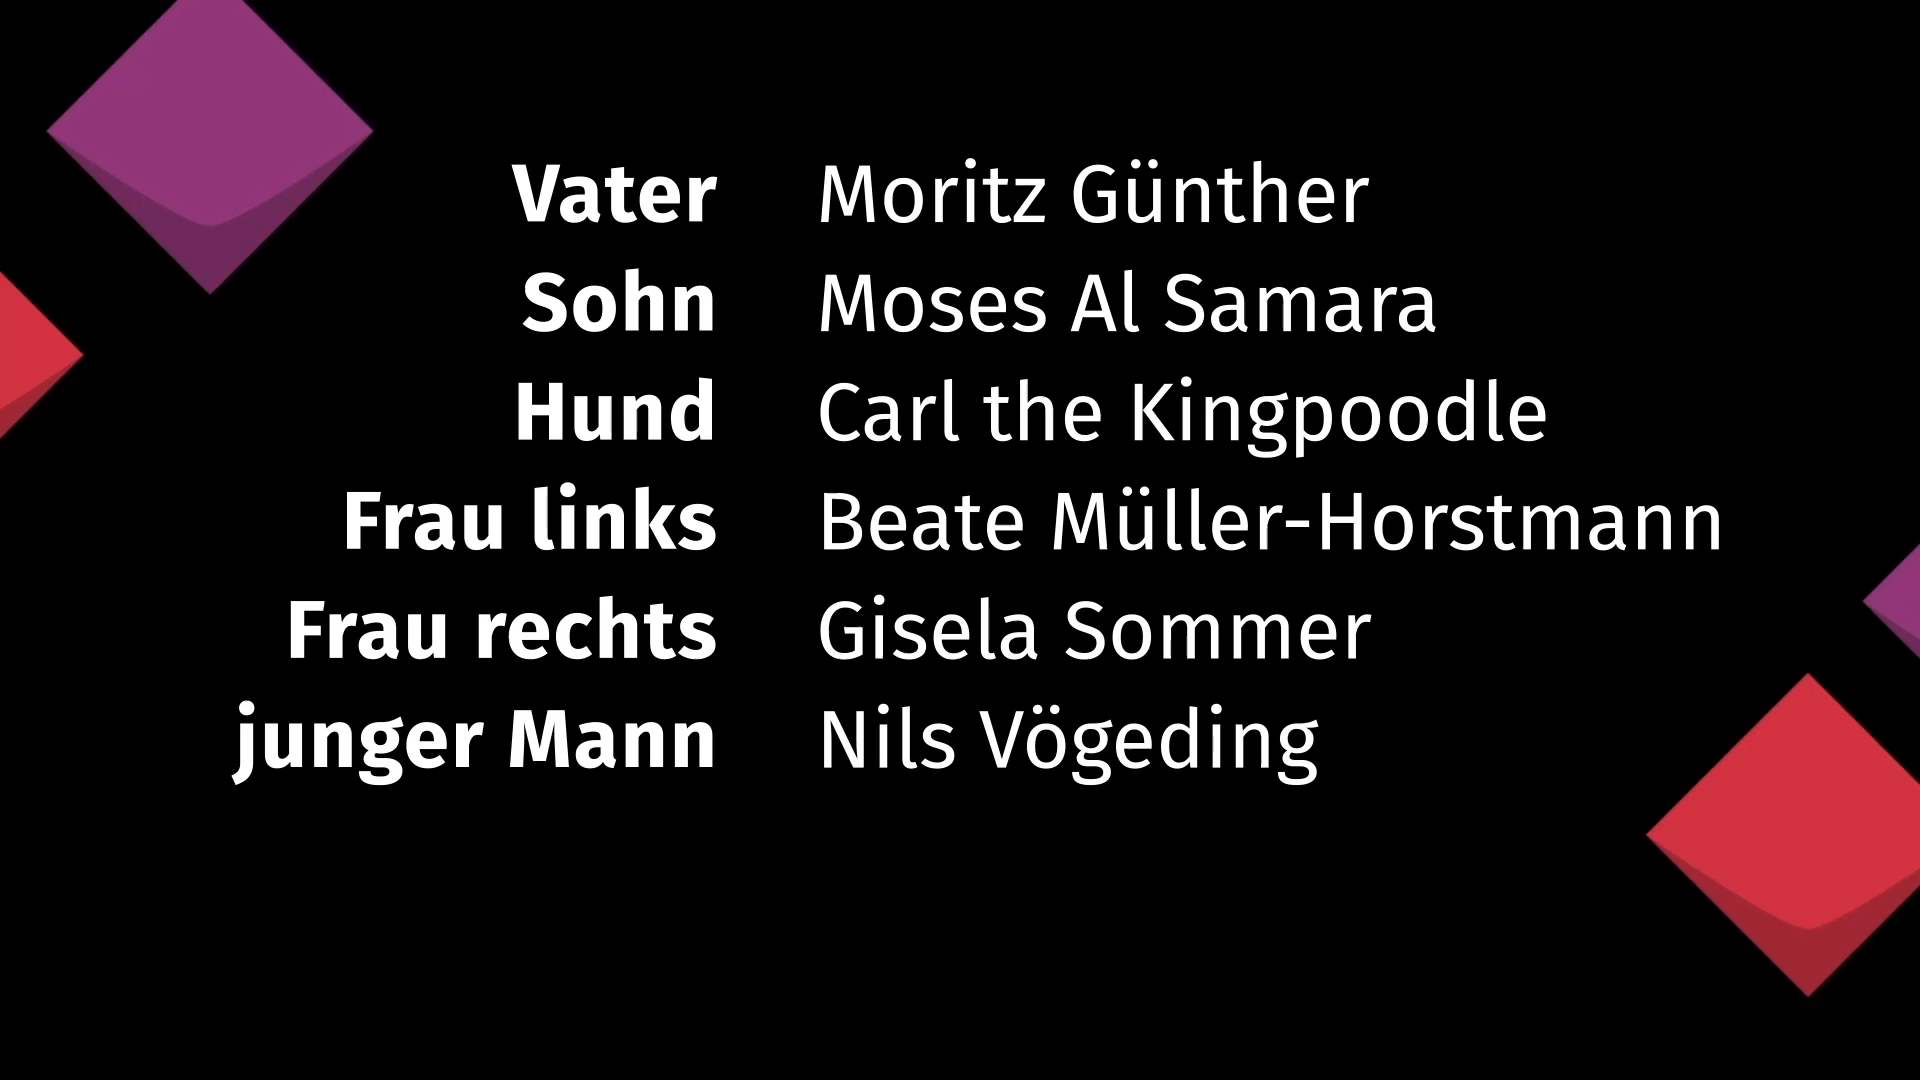 Vater Moritz Günther
Sohn Moses Al Samara
Hund Carl the Kingpoodle
Frau links Beate Müller-Horstmann
Frau rechts Gisela Sommer
junger Mann Nils Vögeding